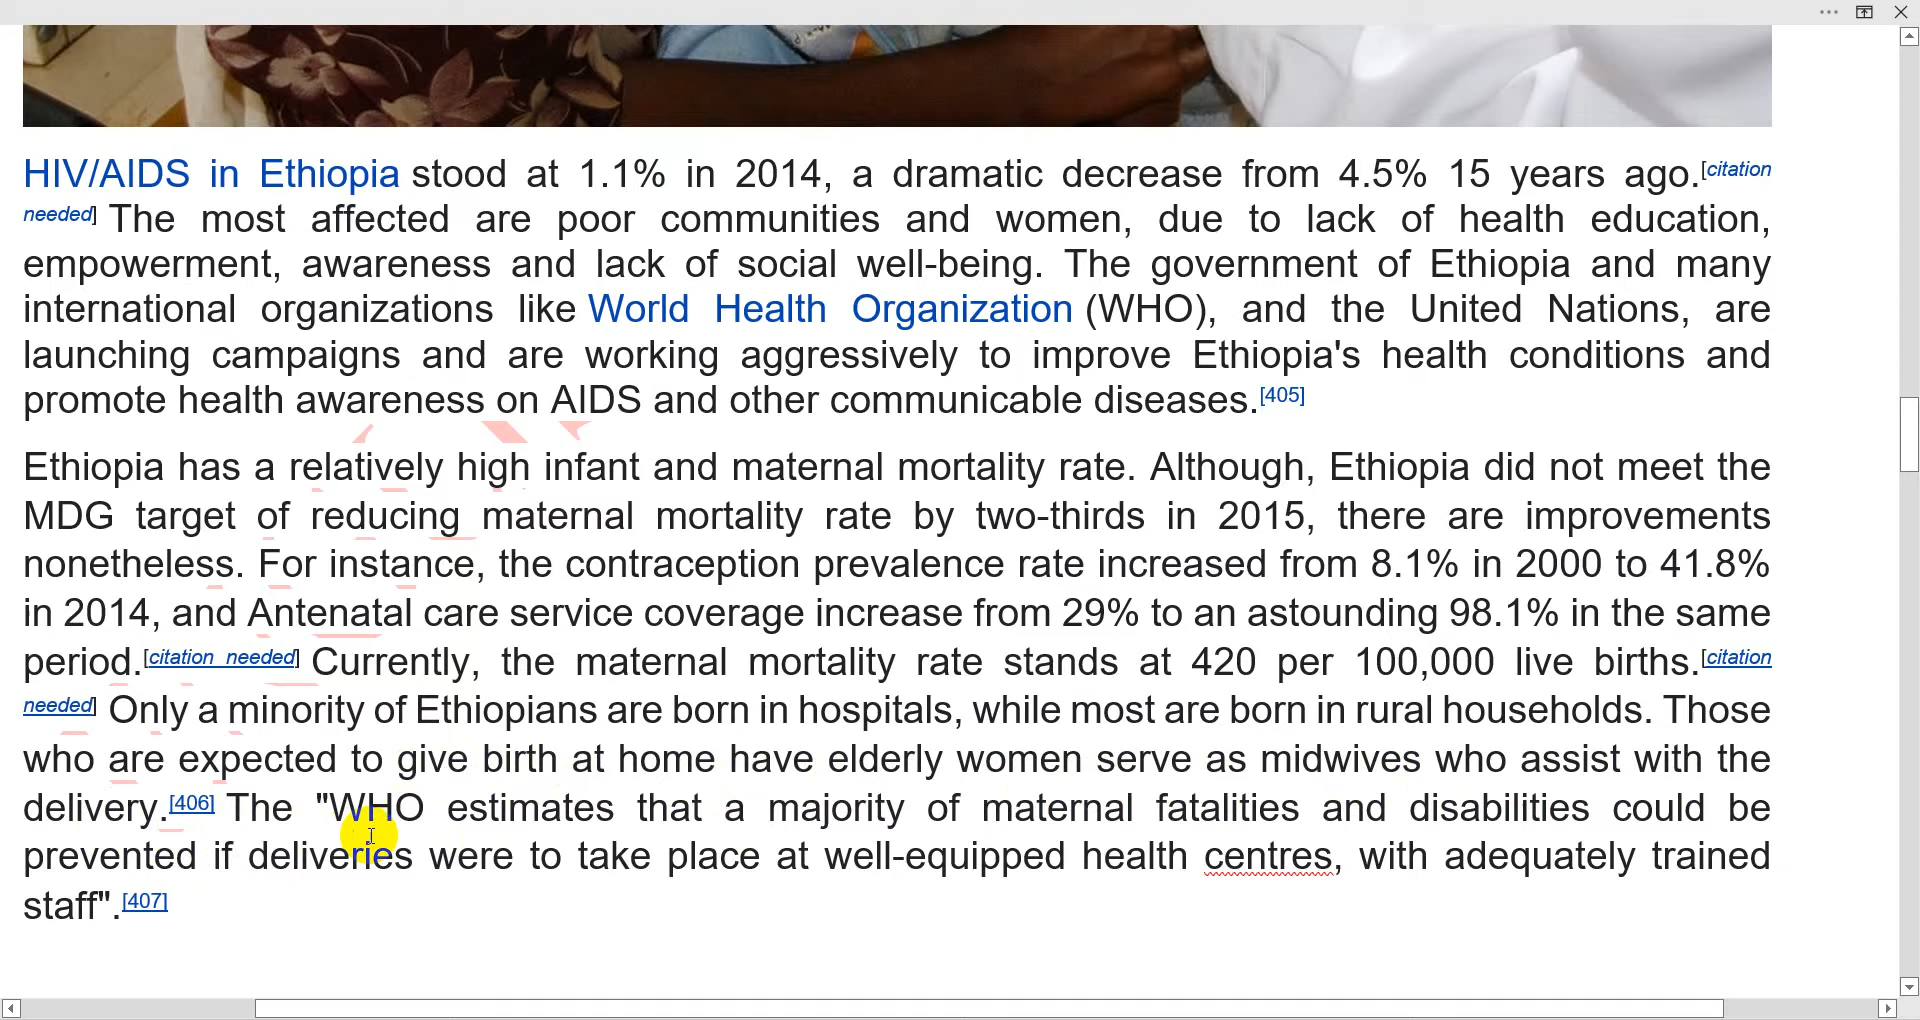 HIV/AIDS in Ethiopia stood at 1.1% in 2014, a dramatic decrease from 4.5% 15 years ago.[citation
needed] The most affected are poor communities and women, due to lack of health education,
empowerment, awareness and lack of social well-being. The government of Ethiopia and many
international organizations like World Health Organization (WHO), and the United Nations, are
launching campaigns and are working aggressively to improve Ethiopia's health conditions and
promote health awareness on AIDS and other communicable diseases.[405]
Ethiopia has a relatively high infant and maternal mortality rate. Although, Ethiopia did not meet the
MDG target of reducing maternal mortality rate by two-thirds in 2015, there are improvements
nonetheless. For instance, the contraception prevalence rate increased from 8.1% in 2000 to 41.8%
in 2014, and Antenatal care service coverage increase from 29% to an astounding 98.1% in the same
period.[citation needed] Currently, the maternal mortality rate stands at 420 per 100,000 live births.[citation
needed] Only a minority of Ethiopians are born in hospitals, while most are born in rural households. Those
who are expected to give birth at home have elderly women serve as midwives who assist with the
delivery.[406] The "WHO estimates that a majority of maternal fatalities and disabilities could be
prevented if deliveries were to take place at well-equipped health centres, with adequately trained
staff".[407]